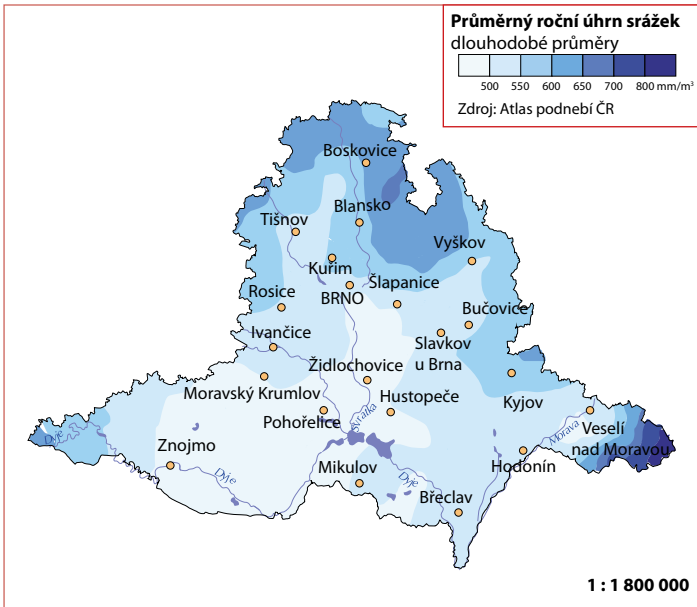 Průměrný roční úhrn srážek
dlouhodobé průměry
500 550 600 650 700 800 mm/m³
Zdroj: Atlas podnebí ČR
Boskovice
Blansko
Tišnov
Vyškov
Kuřim
Šlapanice
BRNO
Rosice
Bučovice
Ivančice
Slavkov
u Brna
Židlochovice
Moravský Krumlov
Hustopeče
Kyjov
Pohořelice
Svratka
Morava
Veselí
nad Moravou
Dyje
Znojmo
Hodonín
Mikulov
Dyje
Dyje
Břeclav
1 : 1 800 000